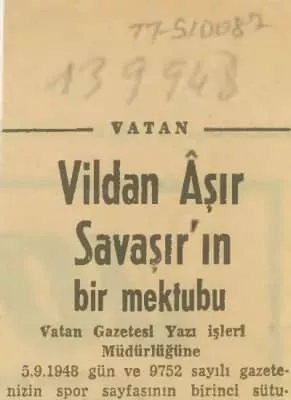 TT-510087
139948
VATAN
Vildan Âşır
Savaşır'ın
bir mektubu
Vatan Gazetesi Yazı işleri
Müdürlüğüne
5.9.1948 gün ve 9752 sayılı gazete-
nizin spor sayfasının birinci sütu-